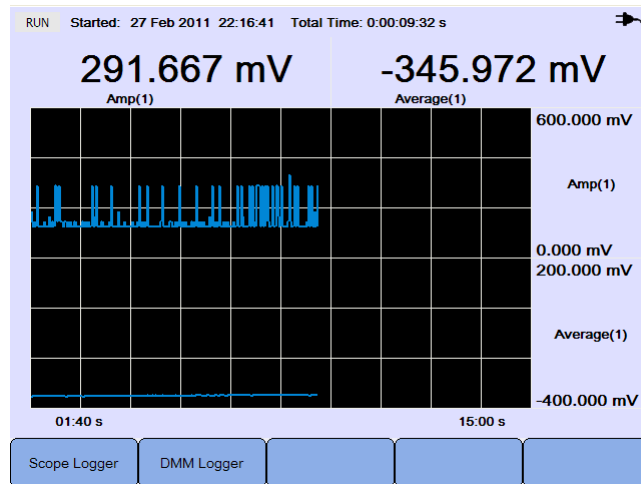 RUN Started: 27 Feb 2011 22:16:41 Total Time: 0:00:09:32 s
291.667 mV -345.972 mV
Amp(1) Average(1)
600.000 mV
Amp(1)
0.000 mV
200.000 mV
Average(1)
-400.000 mV
01:40 s 15:00 s
Scope Logger DMM Logger